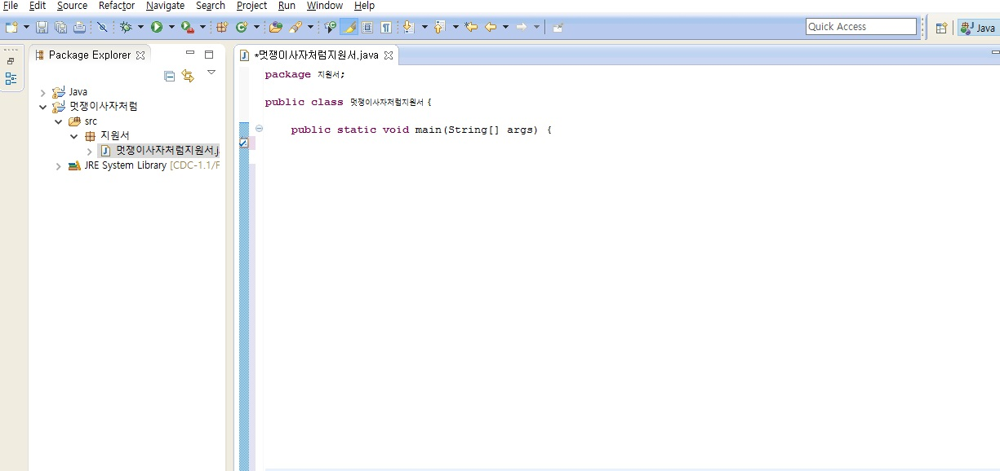 File Edit Source Refactor Navigate Search Project Run Window Help
Quick Access
Java
Package Explorer
*멋쟁이사자처럼지원서.java
Java
멋쟁이사자처럼
src
지원서
멋쟁이사자처럼지원서.j
JRE System Library [CDC-1.1/F
package 지원서;
public class 멋쟁이사자처럼지원서 {
public static void main(String[] args) {